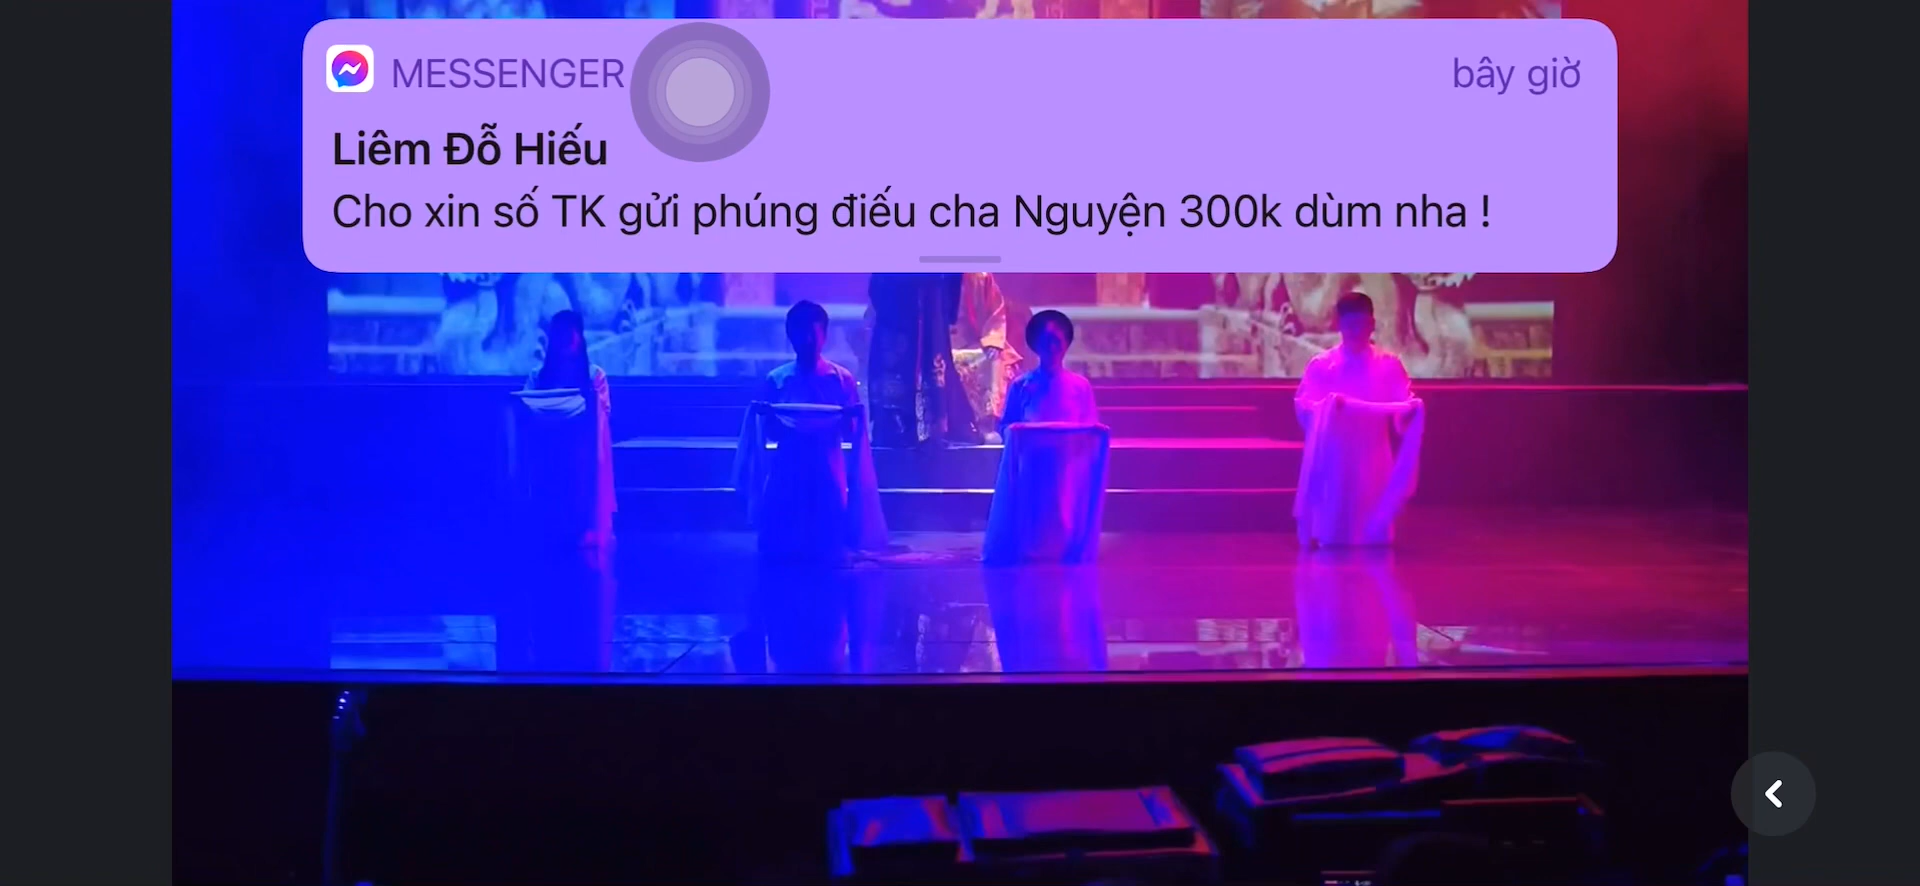 MESSENGER
bây giờ
Liêm Đỗ Hiếu
Cho xin số TK gửi phúng điếu cha Nguyện 300k dùm nha !